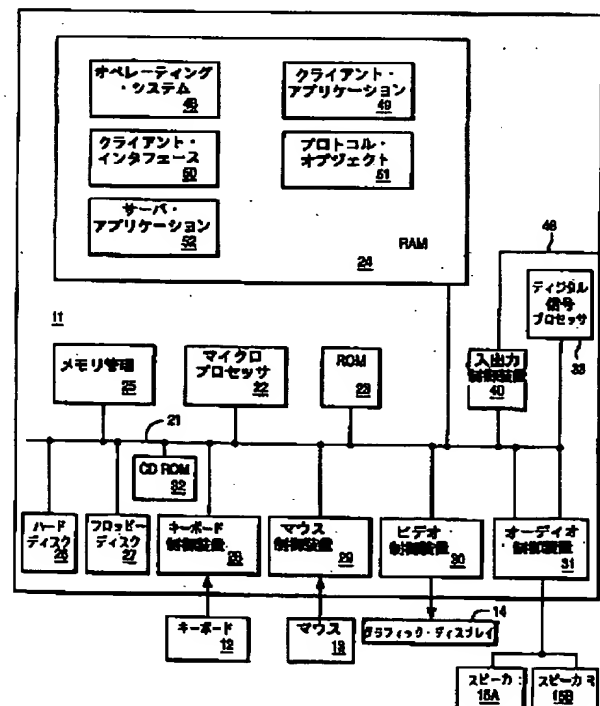 オペレーティング
・システム
48
クライアント・
アプリケーション
49
クライアント・
インタフェース
50
プロトコル・
オブジェクト
51
サーバ・
アプリケーション
52
24
RAM
46
ディジタル
信号
プロセッサ
33
11
メモリ管理
25
マイクロ
プロセッサ
22
ROM
23
入出力
制御装置
40
21
CD ROM
32
ハード
ディスク
26
フロッピー
ディスク
27
キーボード
制御装置
28
マウス
制御装置
29
ビデオ
制御装置
30
オーディオ
制御装置
31
キーボード
12
マウス
13
14
グラフィック・ディスプレイ
スピーカ
15A
スピーカ
15B